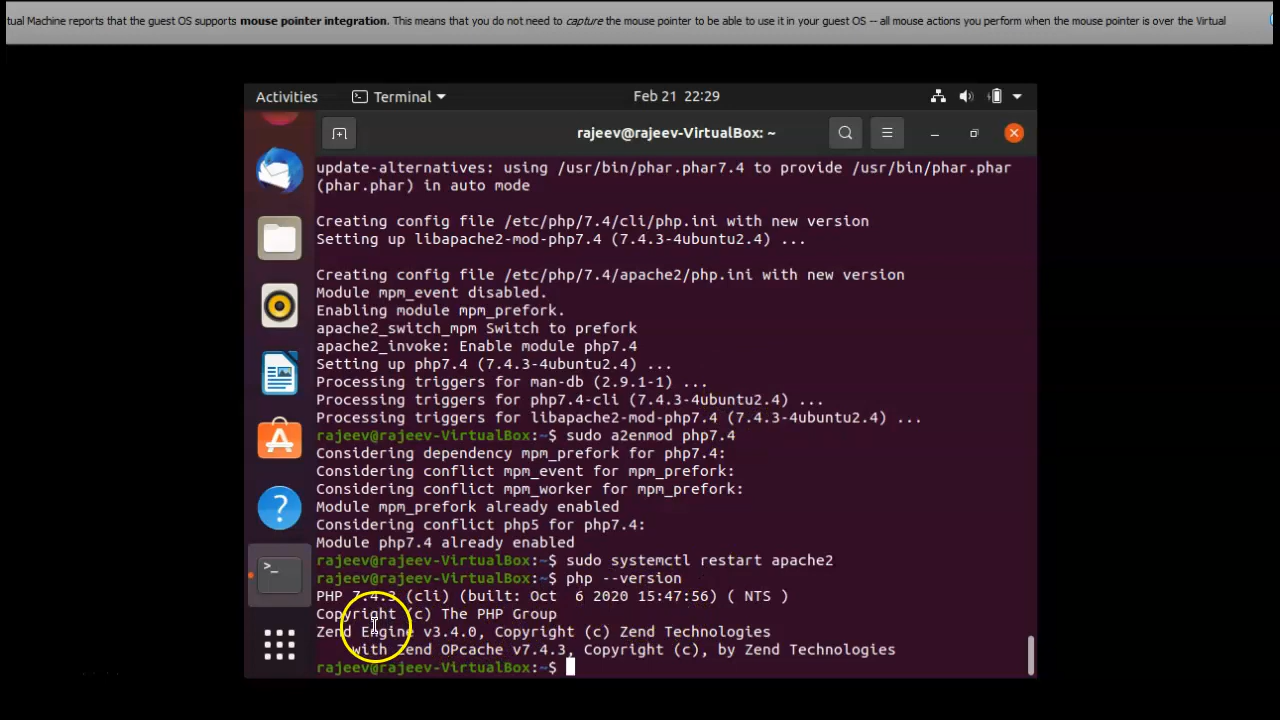 tual Machine reports that the guest OS supports mouse pointer integration. This means that you do not need to capture the mouse pointer to be able to use it in your guest OS -- all mouse actions you perform when the mouse pointer is over the Virtual
Activities Terminal Feb 21 22:29
rajeev@rajeev-VirtualBox: ~
update-alternatives: using /usr/bin/phar.phar7.4 to provide /usr/bin/phar.phar
(phar.phar) in auto mode
Creating config file /etc/php/7.4/cli/php.ini with new version
Setting up libapache2-mod-php7.4 (7.4.3-4ubuntu2.4) ...
Creating config file /etc/php/7.4/apache2/php.ini with new version
Module mpm_event disabled.
Enabling module mpm_prefork.
apache2_switch_mpm Switch to prefork
apache2_invoke: Enable module php7.4
Setting up php7.4 (7.4.3-4ubuntu2.4) ...
Processing triggers for man-db (2.9.1-1) ...
Processing triggers for php7.4-cli (7.4.3-4ubuntu2.4) ...
Processing triggers for libapache2-mod-php7.4 (7.4.3-4ubuntu2.4) ...
rajeev@rajeev-VirtualBox:~$ sudo a2enmod php7.4
Considering dependency mpm_prefork for php7.4:
Considering conflict mpm_event for mpm_prefork:
Considering conflict mpm_worker for mpm_prefork:
Module mpm_prefork already enabled
Considering conflict php5 for php7.4:
Module php7.4 already enabled
rajeev@rajeev-VirtualBox:~$ sudo systemctl restart apache2
rajeev@rajeev-VirtualBox:~$ php --version
PHP 7.4.3 (cli) (built: Oct  6 2020 15:47:56) ( NTS )
Copyright (c) The PHP Group
Zend Engine v3.4.0, Copyright (c) Zend Technologies
    with Zend OPcache v7.4.3, Copyright (c), by Zend Technologies
rajeev@rajeev-VirtualBox:~$